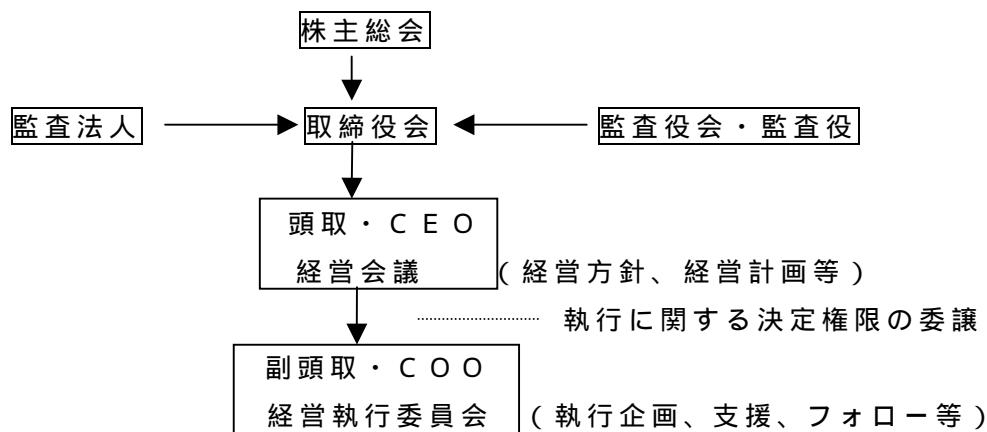 株主総会
監査法人
取締役会
監査役会・監査役
頭取・ＣＥＯ
経営会議
(経営方針、経営計画等)
執行に関する決定権限の委譲
副頭取・ＣＯＯ
経営執行委員会
(執行企画、支援、フォロー等)